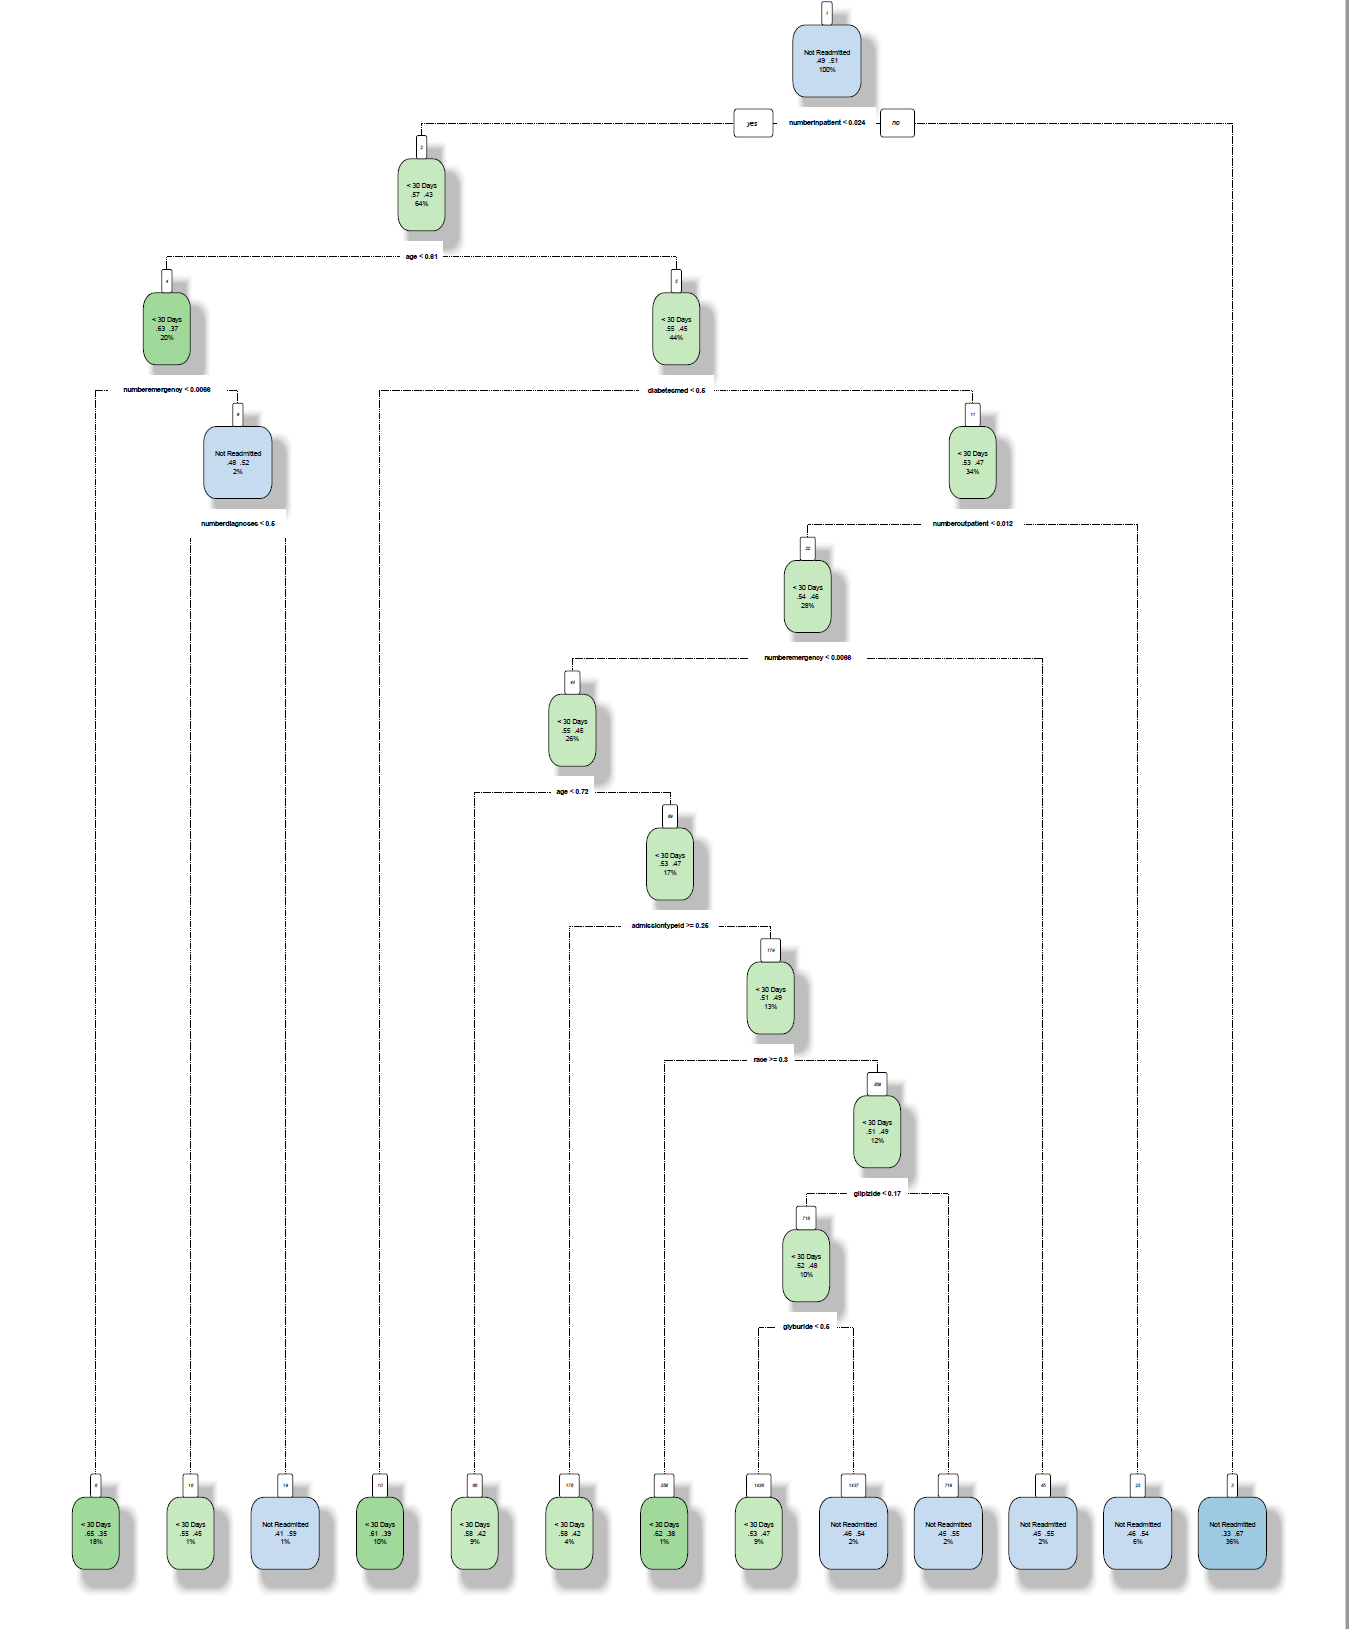 1
Not Readmitted
.49 .51
100%
yes
numberinpatient < 0.024
no
2
< 30 Days
.57 .43
64%
age < 0.61
4
< 30 Days
.63 .37
20%
5
< 30 Days
.55 .45
44%
numberemergency < 0.0066
diabetesmed < 0.5
9
Not Readmitted
.48 .52
2%
11
< 30 Days
.53 .47
34%
numberdiagnoses < 0.5
numberoutpatient < 0.012
22
< 30 Days
.54 .46
28%
numberemergency < 0.0066
44
< 30 Days
.55 .45
26%
age < 0.72
89
< 30 Days
.53 .47
17%
admissiontypeid >= 0.25
179
< 30 Days
.51 .49
13%
race >= 0.3
359
< 30 Days
.51 .49
12%
glipizide < 0.17
718
< 30 Days
.52 .48
10%
glyburide < 0.5
8
< 30 Days
.65 .35
18%
18
< 30 Days
.55 .45
1%
19
Not Readmitted
.41 .59
1%
10
< 30 Days
.61 .39
10%
88
< 30 Days
.58 .42
9%
178
< 30 Days
.58 .42
4%
358
< 30 Days
.62 .38
1%
1436
< 30 Days
.53 .47
9%
1437
Not Readmitted
.46 .54
2%
719
Not Readmitted
.45 .55
2%
45
Not Readmitted
.45 .55
2%
23
Not Readmitted
.46 .54
6%
3
Not Readmitted
.33 .67
36%